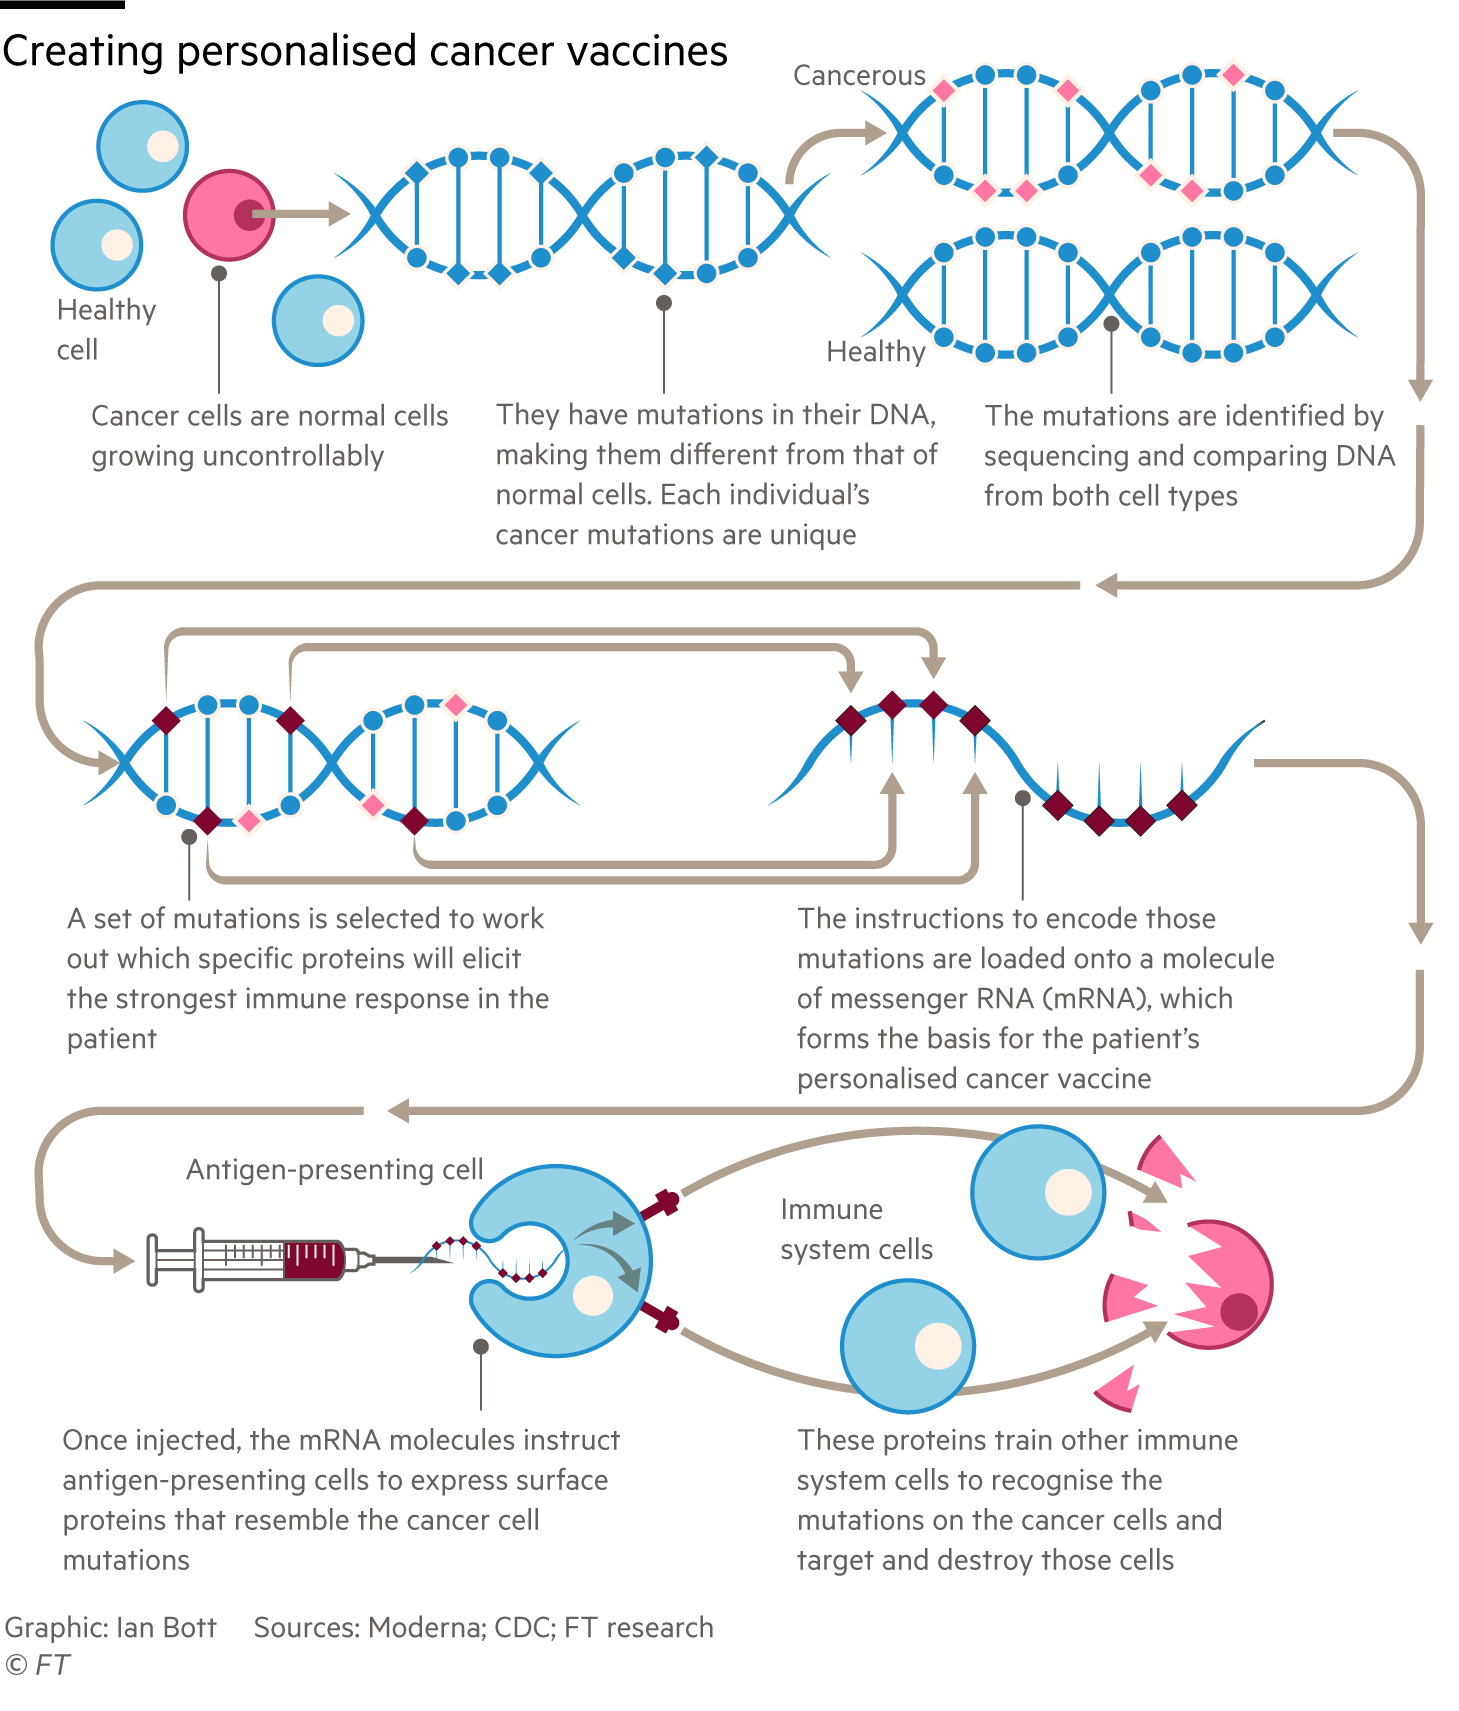 Creating personalised cancer vaccines
Cancerous
Healthy
cell
Healthy
Cancer cells are normal cells
growing uncontrollably
They have mutations in their DNA,
making them different from that of
normal cells. Each individual’s
cancer mutations are unique
The mutations are identified by
sequencing and comparing DNA
from both cell types
A set of mutations is selected to work
out which specific proteins will elicit
the strongest immune response in the
patient
The instructions to encode those
mutations are loaded onto a molecule
of messenger RNA (mRNA), which
forms the basis for the patient’s
personalised cancer vaccine
Antigen-presenting cell
Immune
system cells
Once injected, the mRNA molecules instruct
antigen-presenting cells to express surface
proteins that resemble the cancer cell
mutations
These proteins train other immune
system cells to recognise the
mutations on the cancer cells and
target and destroy those cells
Graphic: Ian Bott Sources: Moderna; CDC; FT research
© FT